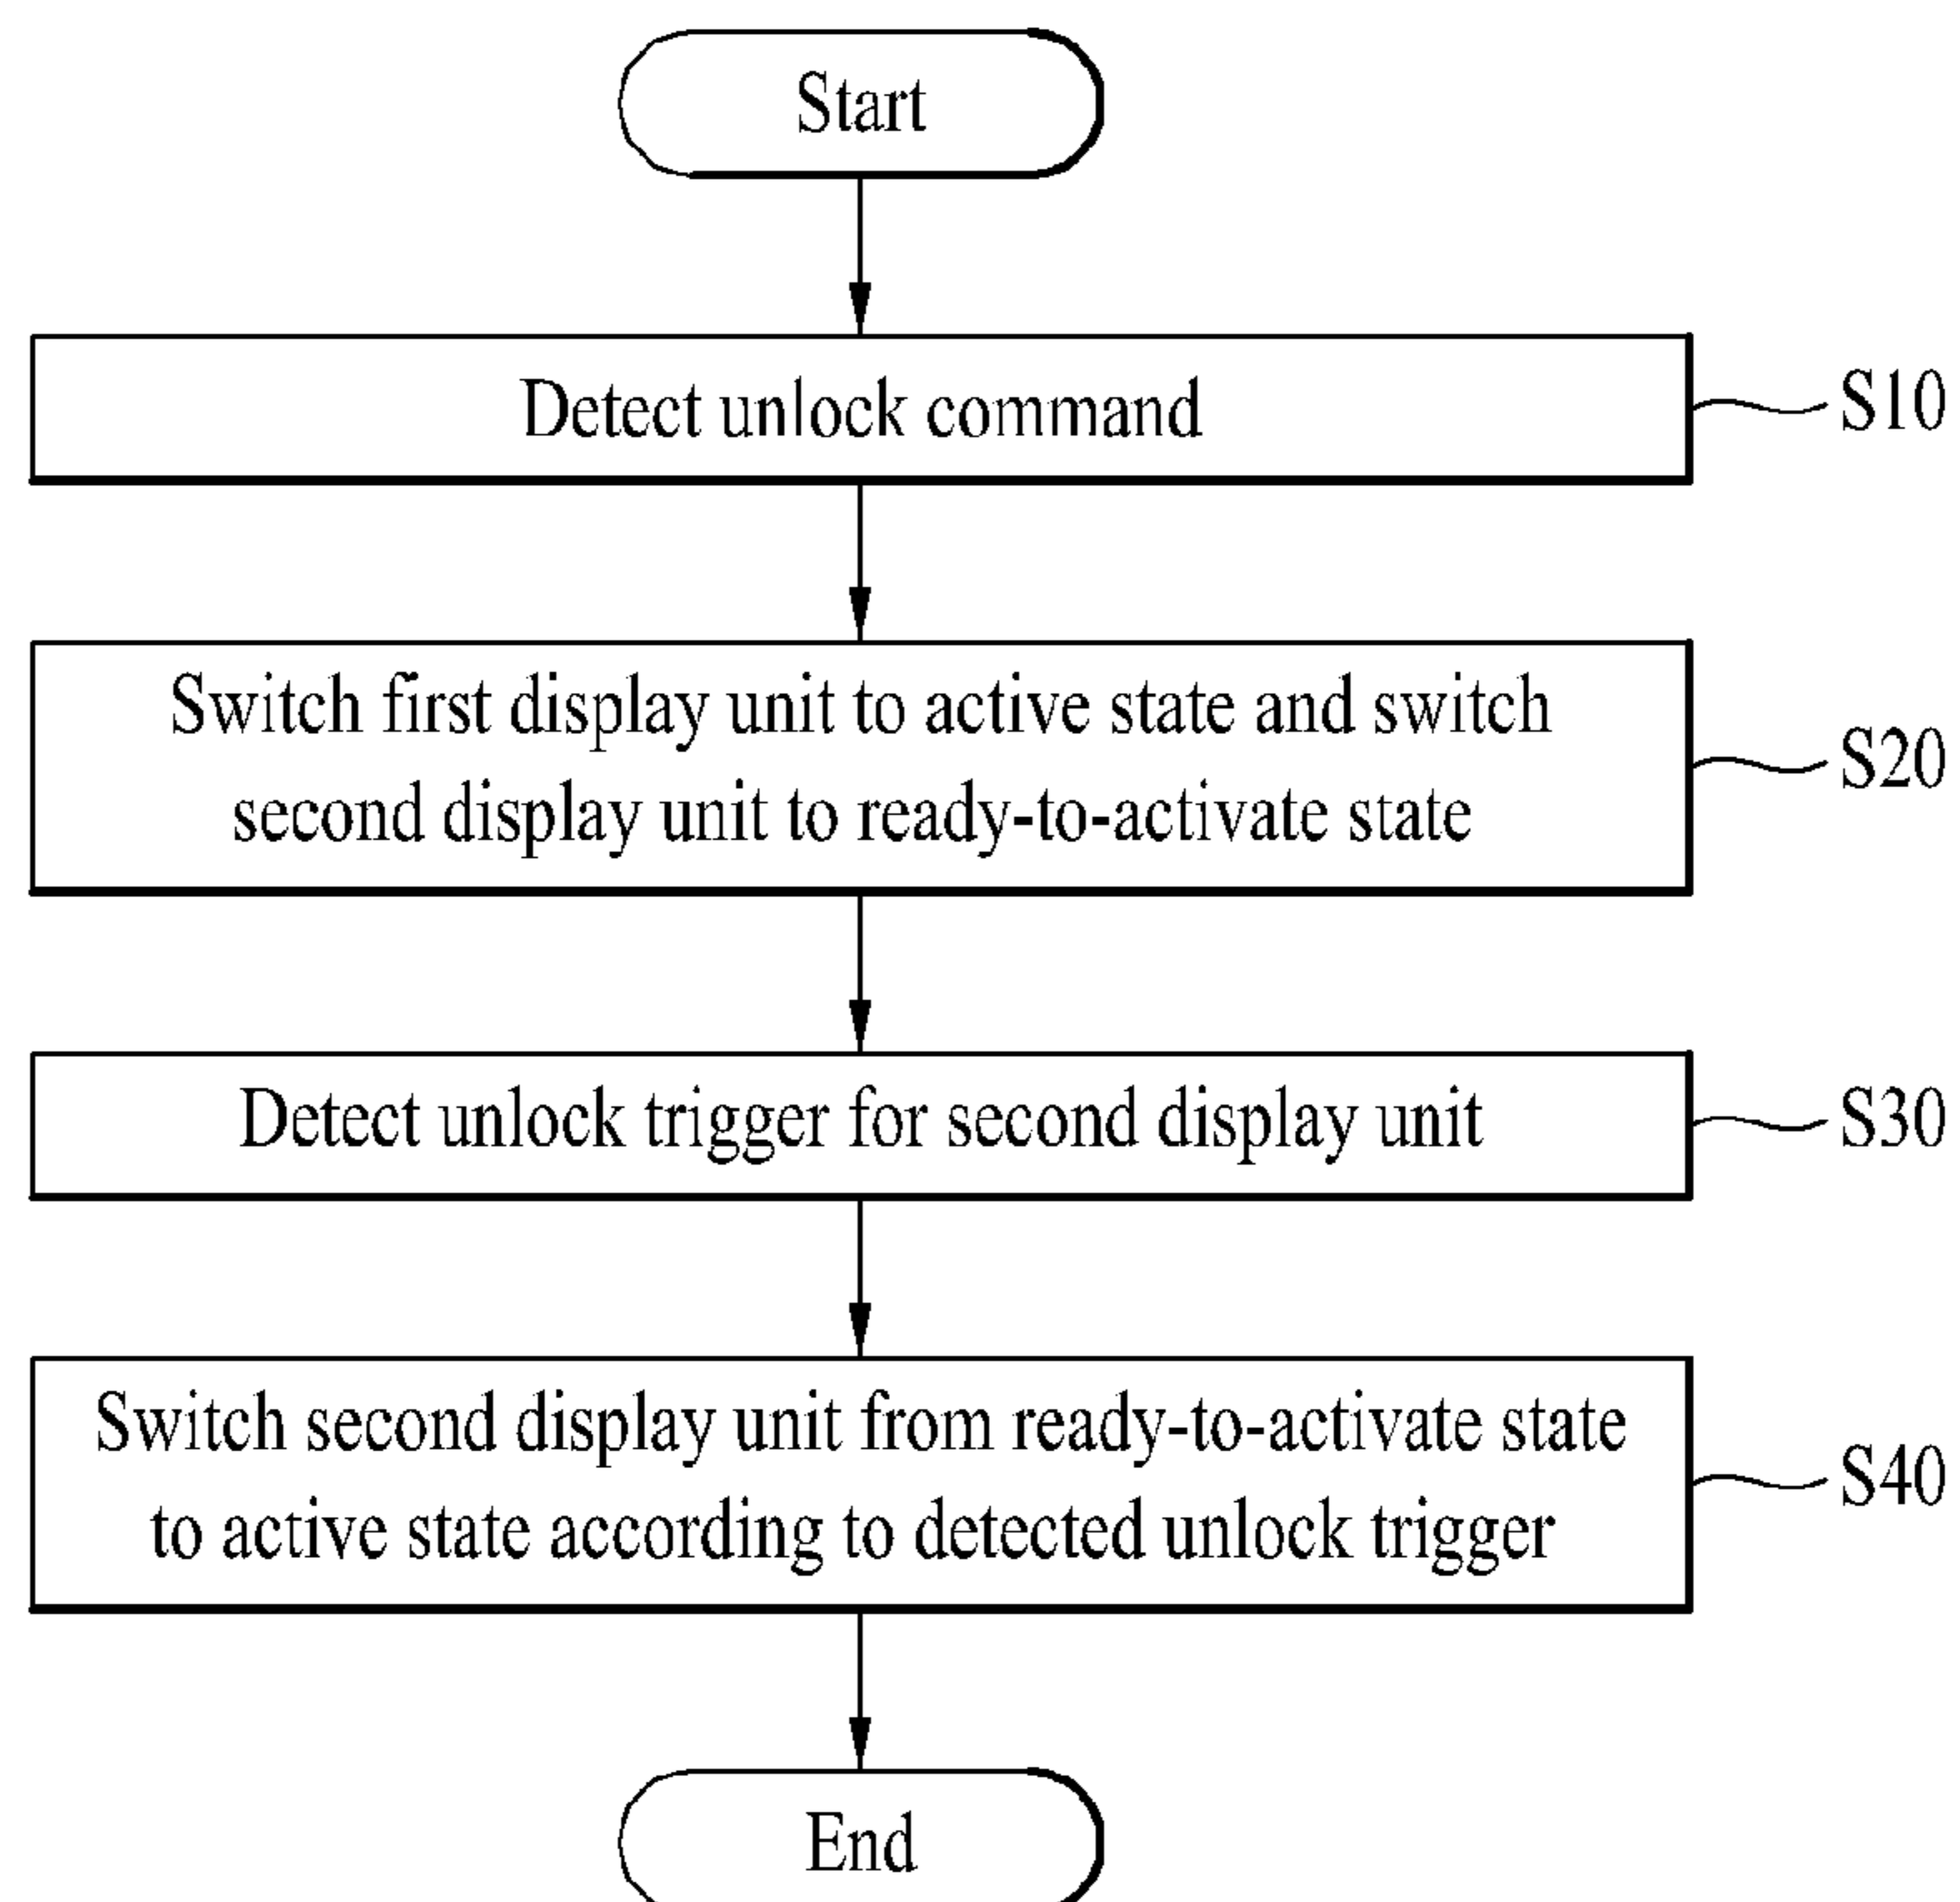 Start
Detect unlock command
S10
Switch first display unit to active state and switch
second display unit to ready-to-activate state
S20
Detect unlock trigger for second display unit
S30
Switch second display unit from ready-to-activate state
to active state according to detected unlock trigger
S40
End